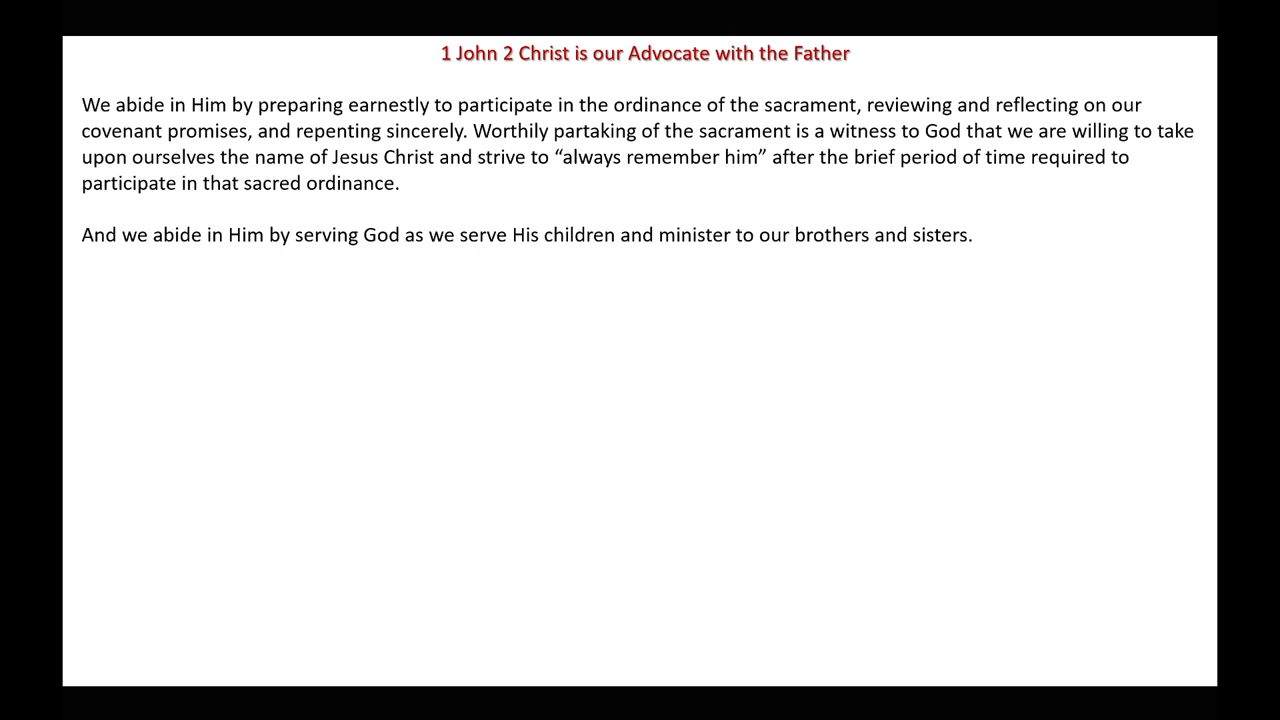 1 John 2 Christ is our Advocate with the Father
We abide in Him by preparing earnestly to participate in the ordinance of the sacrament, reviewing and reflecting on our
covenant promises, and repenting sincerely. Worthily partaking of the sacrament is a witness to God that we are willing to take
upon ourselves the name of Jesus Christ and strive to “always remember him” after the brief period of time required to
participate in that sacred ordinance.
And we abide in Him by serving God as we serve His children and minister to our brothers and sisters.